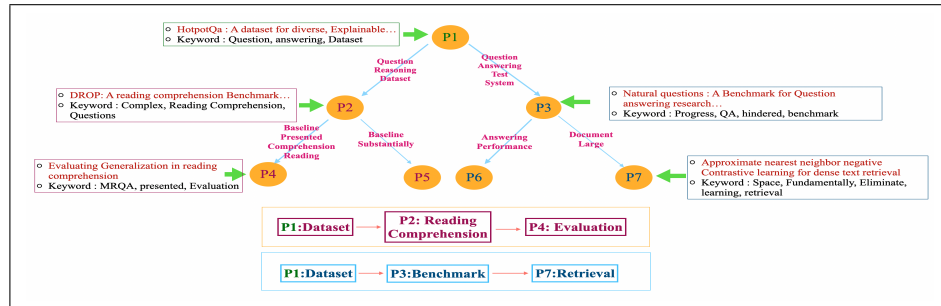 HotpotQa : A dataset for diverse, Explainable...
Keyword : Question, answering, Dataset
P1
Question
Reasoning
Dataset
Question
Answering
Test
System
DROP: A reading comprehension Benchmark...
Keyword : Complex, Reading Comprehension,
Questions
P2
P3
Natural questions : A Benchmark for Question
answering research...
Keyword : Progress, QA, hindered, benchmark
Baseline
Presented
Comprehension
Reading
Baseline
Substantially
Answering
Performance
Document
Large
Evaluating Generalization in reading
comprehension
Keyword : MRQA, presented, Evaluation
P4
P5
P6
P7
Approximate nearest neighbor negative
Contrastive learning for dense text retrieval
Keyword : Space, Fundamentally, Eliminate,
learning, retrieval
P1:Dataset
P2: Reading
Comprehension
P4: Evaluation
P1:Dataset
P3:Benchmark
P7:Retrieval